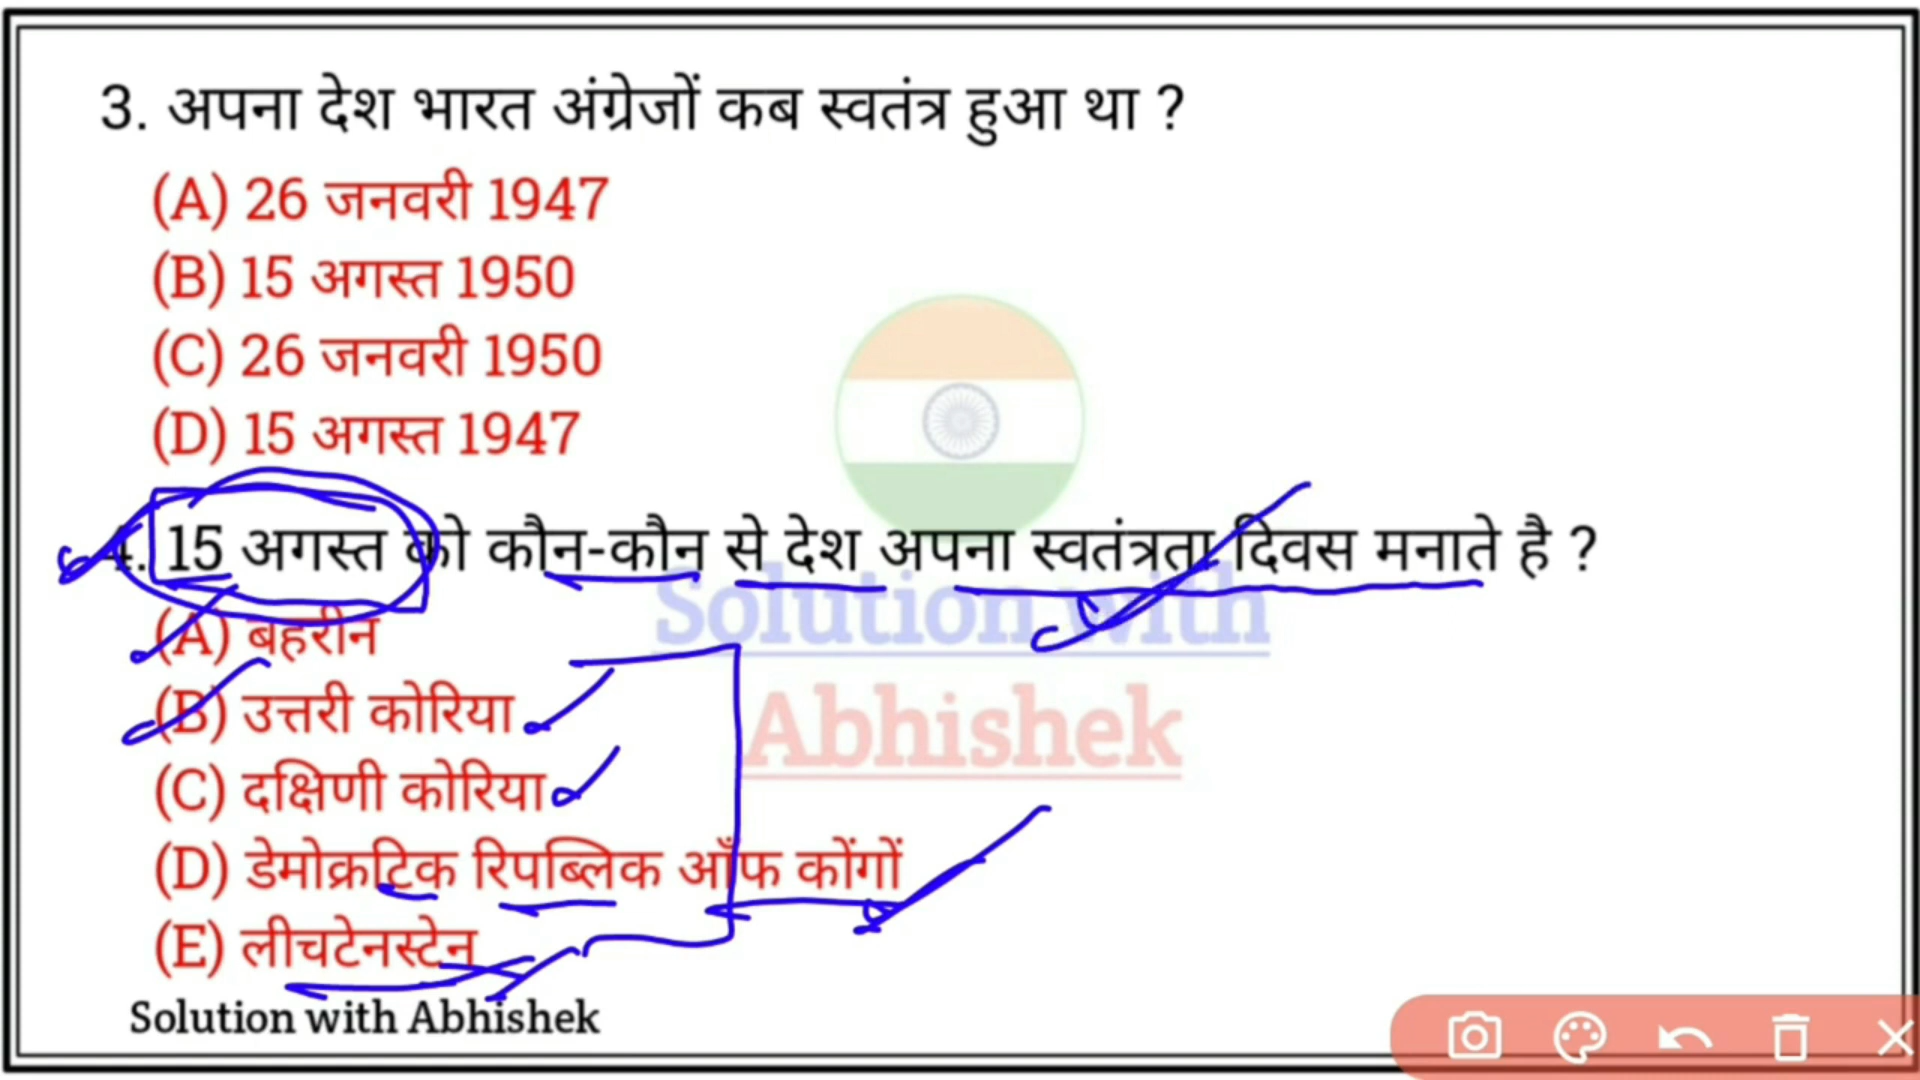 3. अपना देश भारत अंग्रेजों कब स्वतंत्र हुआ था ?
(A) 26 जनवरी 1947
(B) 15 अगस्त 1950
(C) 26 जनवरी 1950
(D) 15 अगस्त 1947
4. 15 अगस्त को कौन-कौन से देश अपना स्वतंत्रता दिवस मनाते है ?
(A) बहरीन
(B) उत्तरी कोरिया
(C) दक्षिणी कोरिया
(D) डेमोक्रटिक रिपब्लिक ऑफ कोंगों
(E) लीचटेनस्टेन
Solution with
Abhishek
Solution with Abhishek